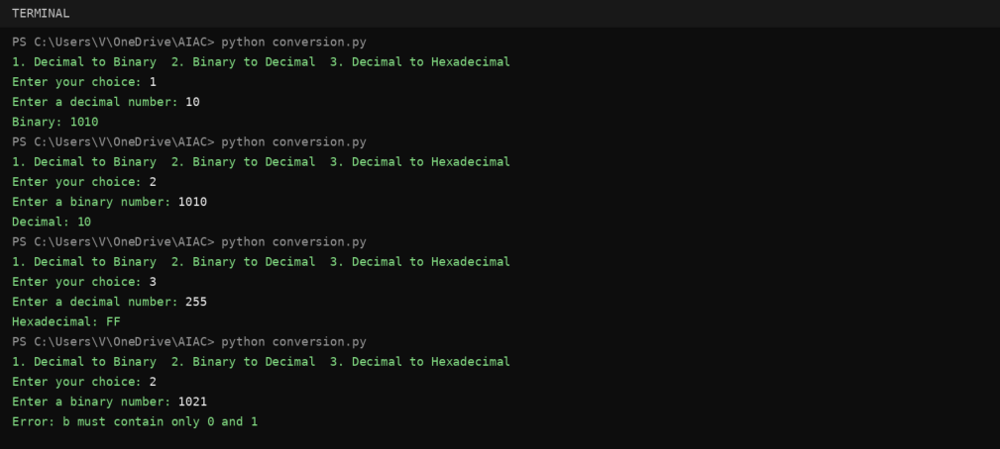 TERMINAL
PS C:\Users\V\OneDrive\AIAC> python conversion.py
1. Decimal to Binary  2. Binary to Decimal  3. Decimal to Hexadecimal
Enter your choice: 1
Enter a decimal number: 10
Binary: 1010
PS C:\Users\V\OneDrive\AIAC> python conversion.py
1. Decimal to Binary  2. Binary to Decimal  3. Decimal to Hexadecimal
Enter your choice: 2
Enter a binary number: 1010
Decimal: 10
PS C:\Users\V\OneDrive\AIAC> python conversion.py
1. Decimal to Binary  2. Binary to Decimal  3. Decimal to Hexadecimal
Enter your choice: 3
Enter a decimal number: 255
Hexadecimal: FF
PS C:\Users\V\OneDrive\AIAC> python conversion.py
1. Decimal to Binary  2. Binary to Decimal  3. Decimal to Hexadecimal
Enter your choice: 2
Enter a binary number: 1021
Error: b must contain only 0 and 1